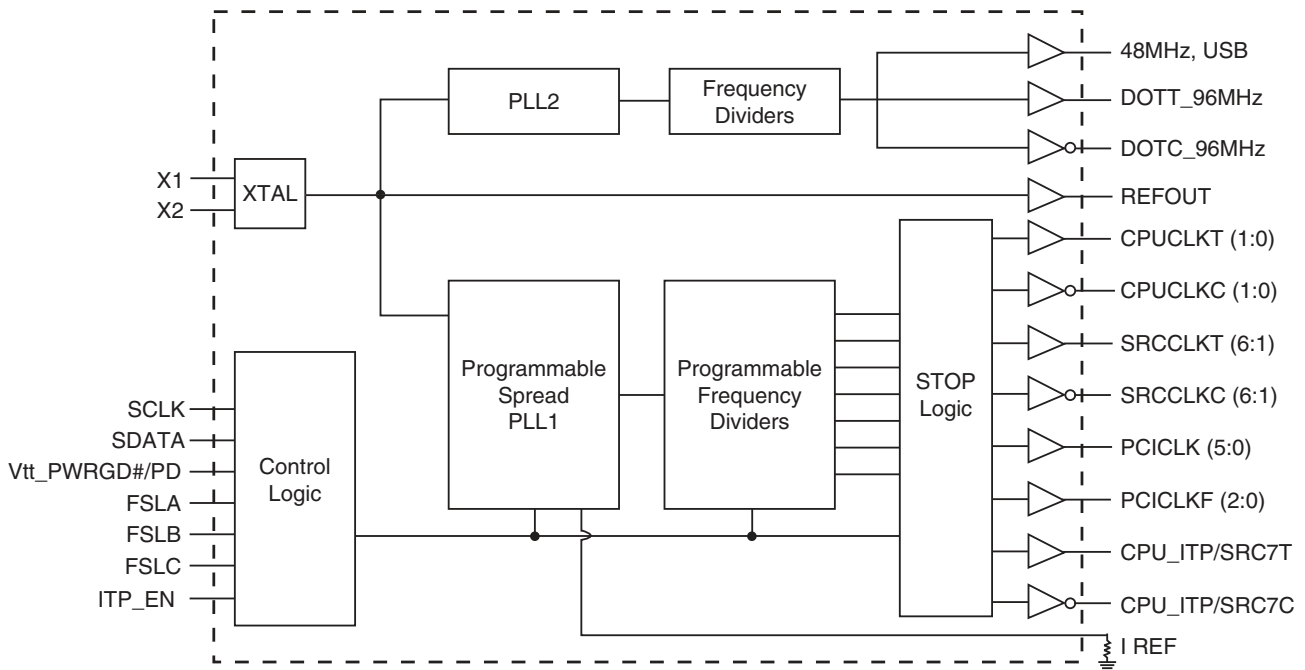 48MHz, USB
PLL2
Frequency
Dividers
DOTT_96MHz
DOTC_96MHz
X1
X2
XTAL
REFOUT
CPUCLKT (1:0)
CPUCLKC (1:0)
SRCCLKT (6:1)
SRCCLKC (6:1)
PCICLK (5:0)
PCICLKF (2:0)
CPU_ITP/SRC7T
CPU_ITP/SRC7C
I REF
Programmable
Spread
PLL1
Programmable
Frequency
Dividers
STOP
Logic
SCLK
SDATA
Vtt_PWRGD#/PD
FSLA
FSLB
FSLC
ITP_EN
Control
Logic